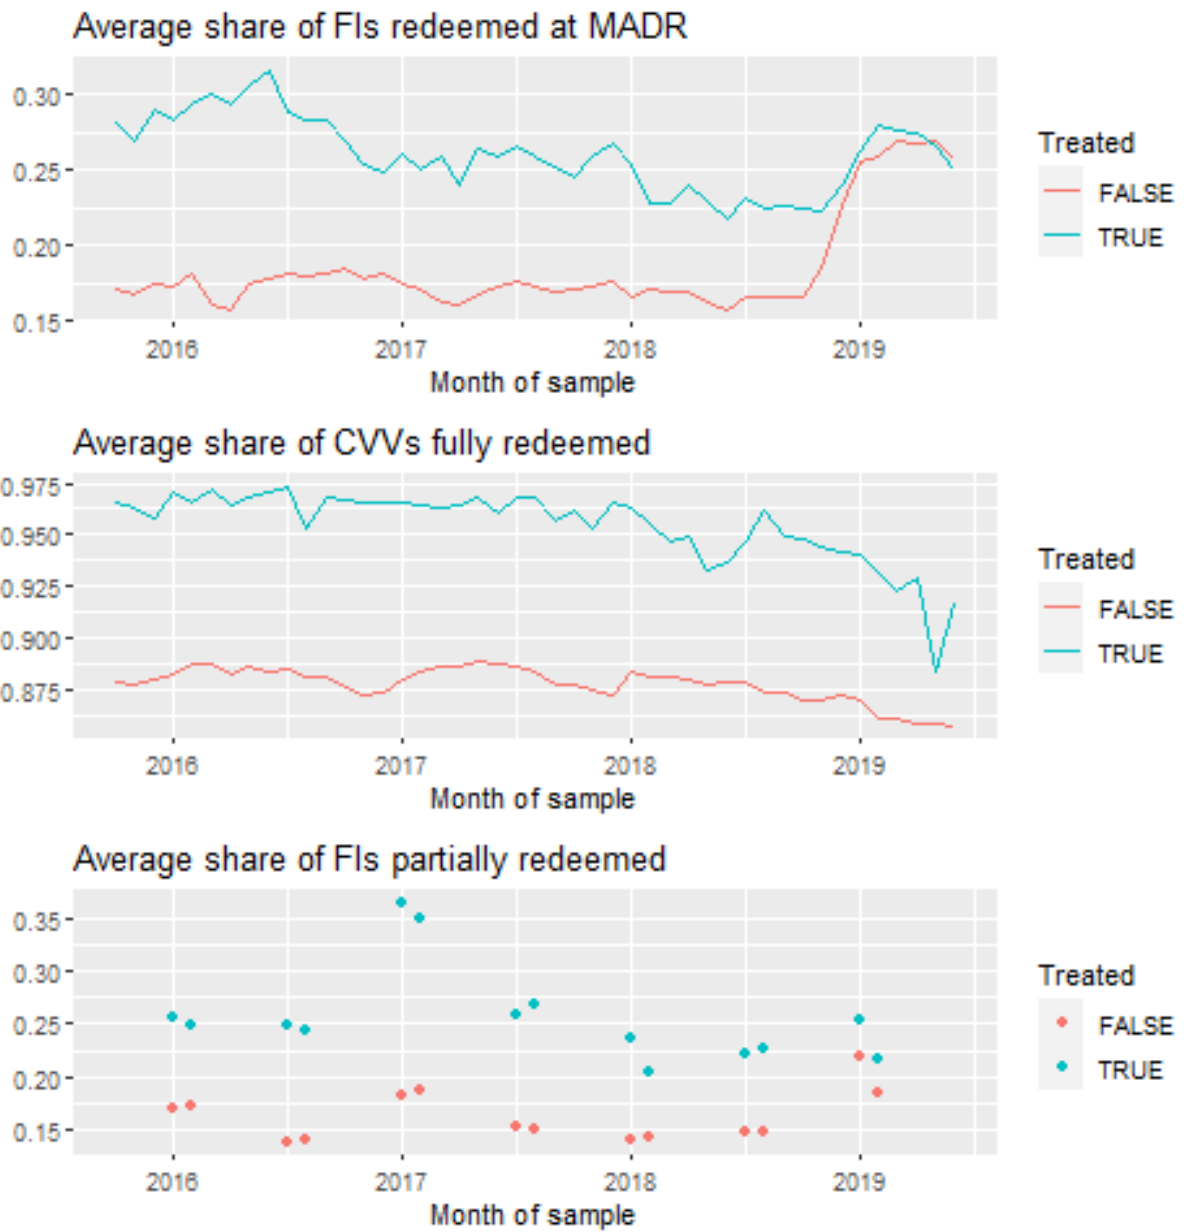 Average share of FIs redeemed at MADR
0.30
0.25
0.20
0.15
2016 2017 2018 2019
Month of sample
Treated
FALSE
TRUE
Average share of CVVs fully redeemed
0.975
0.950
0.925
0.900
0.875
2016 2017 2018 2019
Month of sample
Treated
FALSE
TRUE
Average share of FIs partially redeemed
0.35
0.30
0.25
0.20
0.15
2016 2017 2018 2019
Month of sample
Treated
FALSE
TRUE